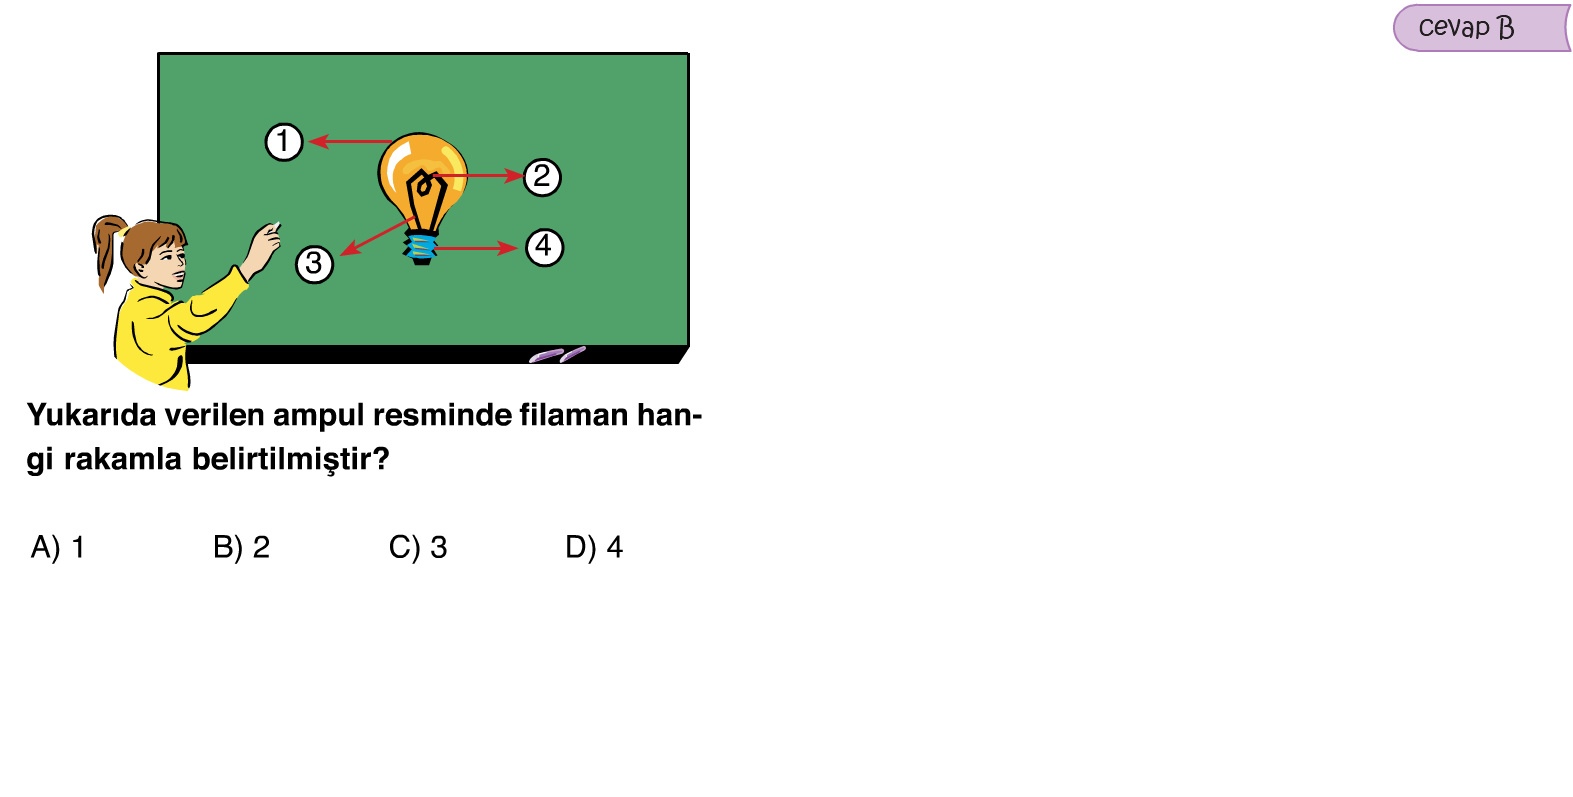 cevap B
1
2
3
4
Yukarıda verilen ampul resminde filaman han-
gi rakamla belirtilmiştir?
A) 1 B) 2 C) 3 D) 4